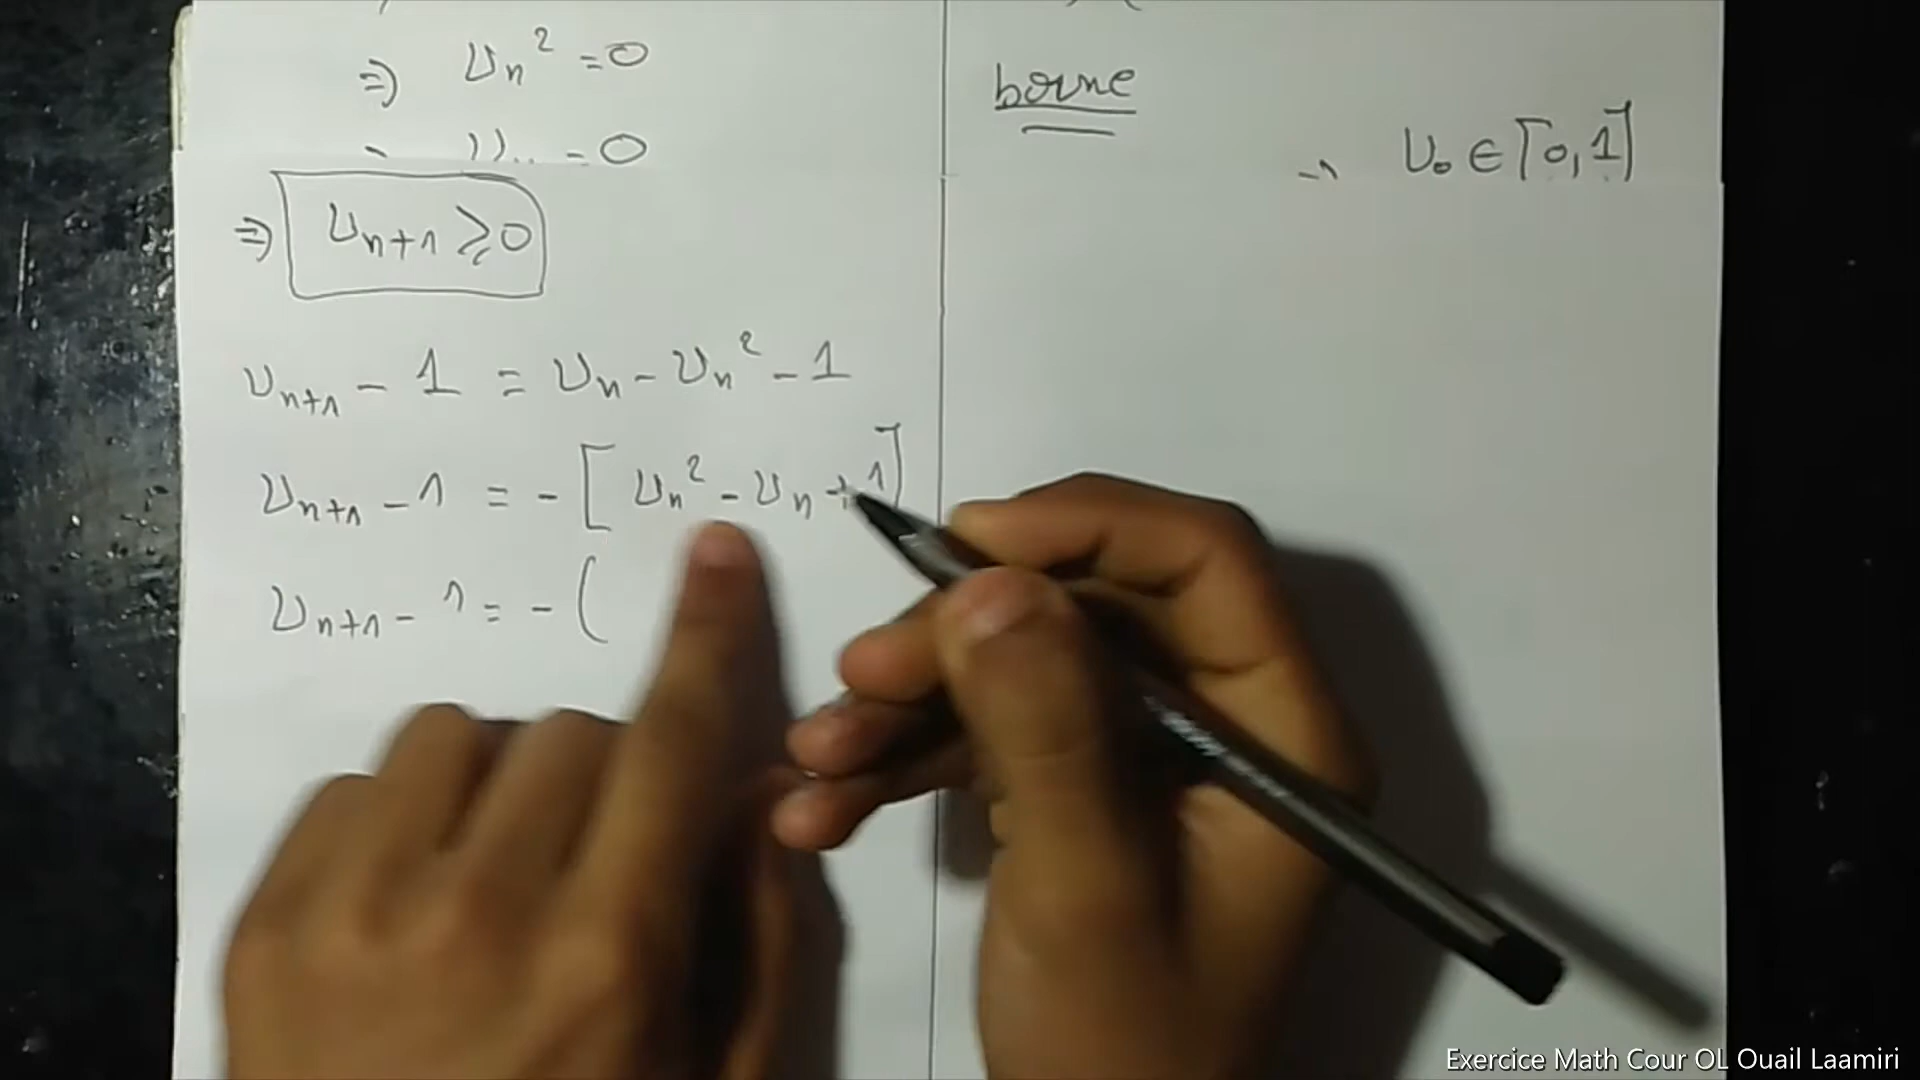 => Un² = 0
U = 0
=> Un+1 ≥ 0
Un+1 - 1 = Un - Un² - 1
Un+1 - 1 = - [Un² - Un + 1]
Un+1 - 1 = - (
borne
U0 ∈ [0,1]
Exercice Math Cour OL Ouail Laamiri